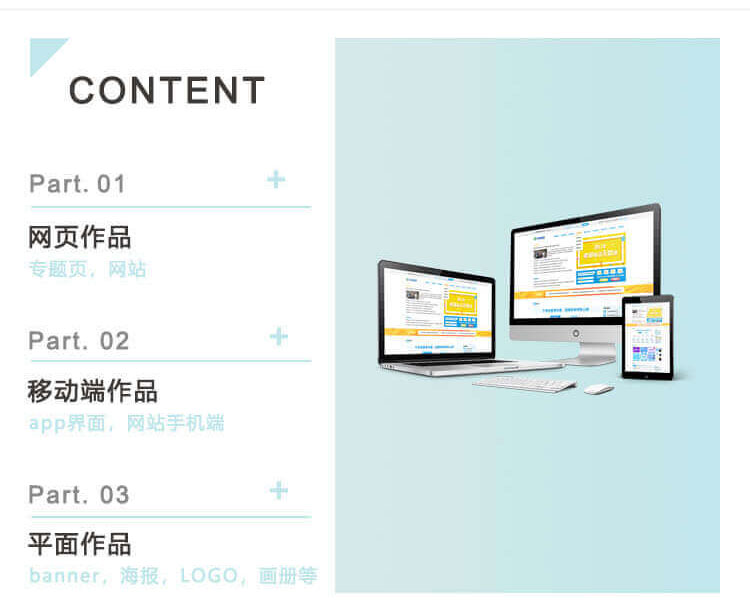 CONTENT
Part. 01
+
网页作品
专题页，网站
Part. 02
+
移动端作品
app界面，网站手机端
Part. 03
+
平面作品
banner，海报，LOGO，画册等